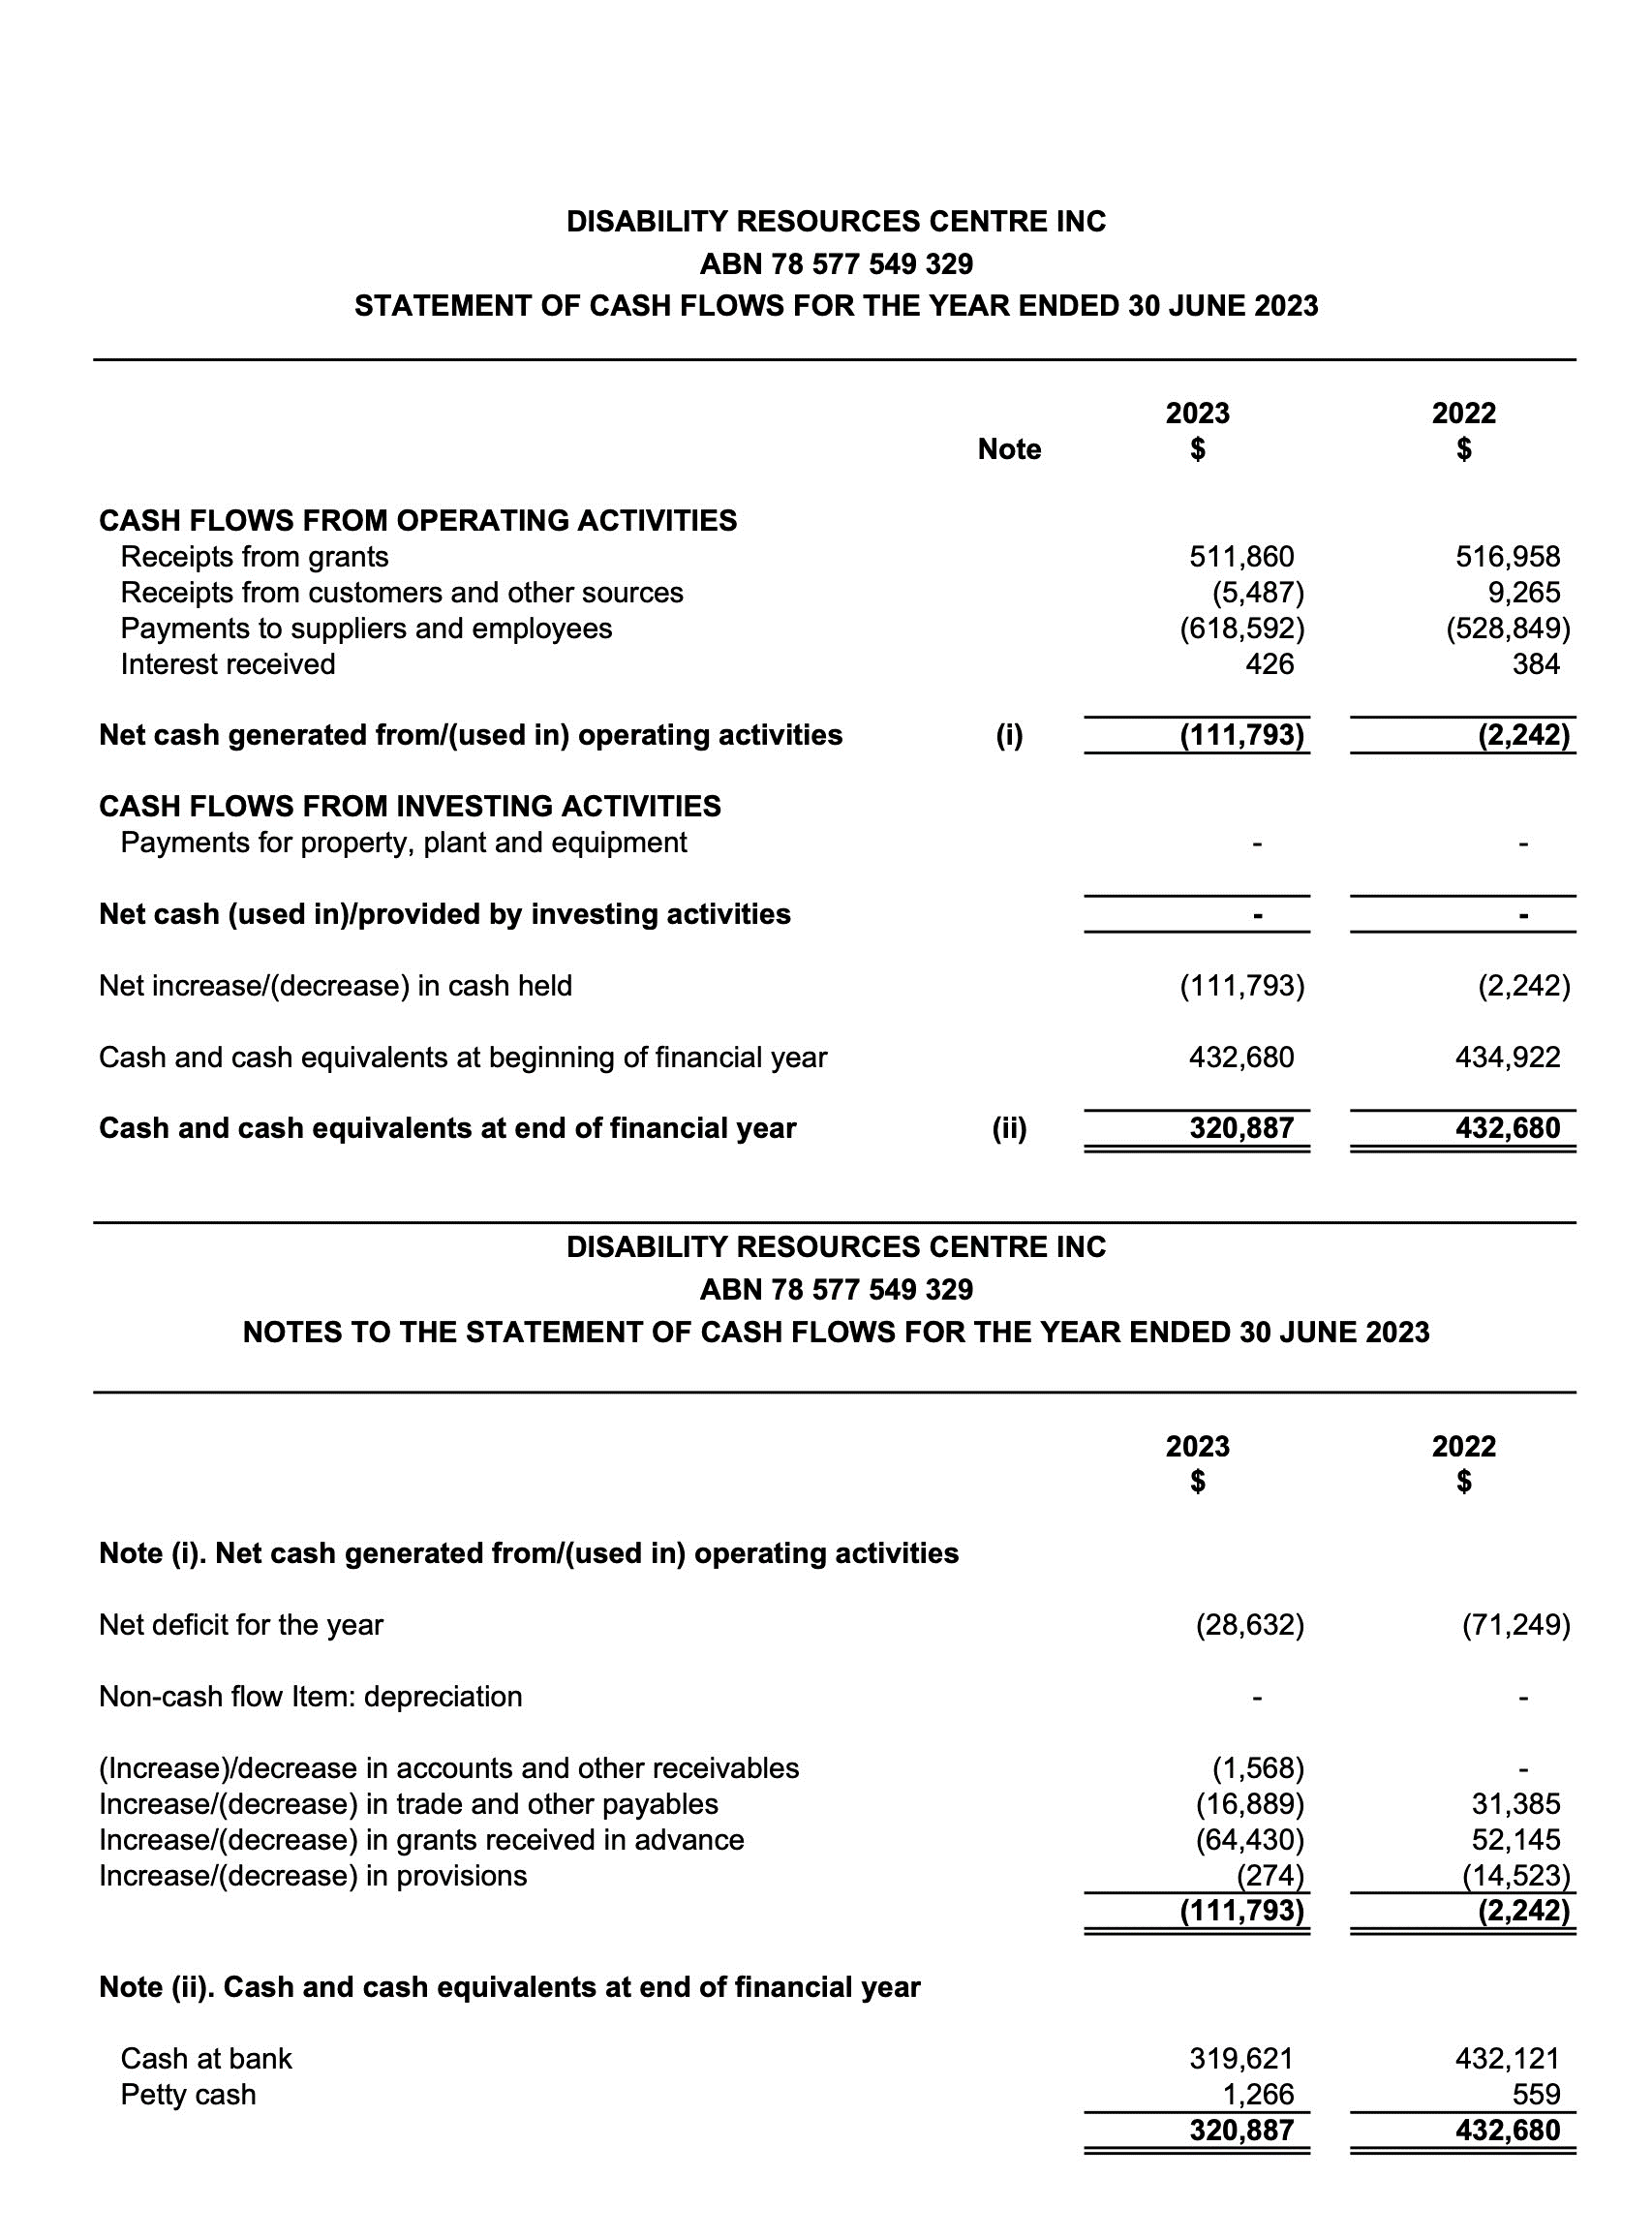 DISABILITY RESOURCES CENTRE INC
ABN 78 577 549 329
STATEMENT OF CASH FLOWS FOR THE YEAR ENDED 30 JUNE 2023
2023 2022
Note $ $
CASH FLOWS FROM OPERATING ACTIVITIES
Receipts from grants 511,860 516,958
Receipts from customers and other sources (5,487) 9,265
Payments to suppliers and employees (618,592) (528,849)
Interest received 426 384
Net cash generated from/(used in) operating activities (i) (111,793) (2,242)
CASH FLOWS FROM INVESTING ACTIVITIES
Payments for property, plant and equipment - -
Net cash (used in)/provided by investing activities - -
Net increase/(decrease) in cash held (111,793) (2,242)
Cash and cash equivalents at beginning of financial year 432,680 434,922
Cash and cash equivalents at end of financial year (ii) 320,887 432,680
DISABILITY RESOURCES CENTRE INC
ABN 78 577 549 329
NOTES TO THE STATEMENT OF CASH FLOWS FOR THE YEAR ENDED 30 JUNE 2023
2023 2022
$ $
Note (i). Net cash generated from/(used in) operating activities
Net deficit for the year (28,632) (71,249)
Non-cash flow Item: depreciation - -
(Increase)/decrease in accounts and other receivables (1,568) -
Increase/(decrease) in trade and other payables (16,889) 31,385
Increase/(decrease) in grants received in advance (64,430) 52,145
Increase/(decrease) in provisions (274) (14,523)
(111,793) (2,242)
Note (ii). Cash and cash equivalents at end of financial year
Cash at bank 319,621 432,121
Petty cash 1,266 559
320,887 432,680